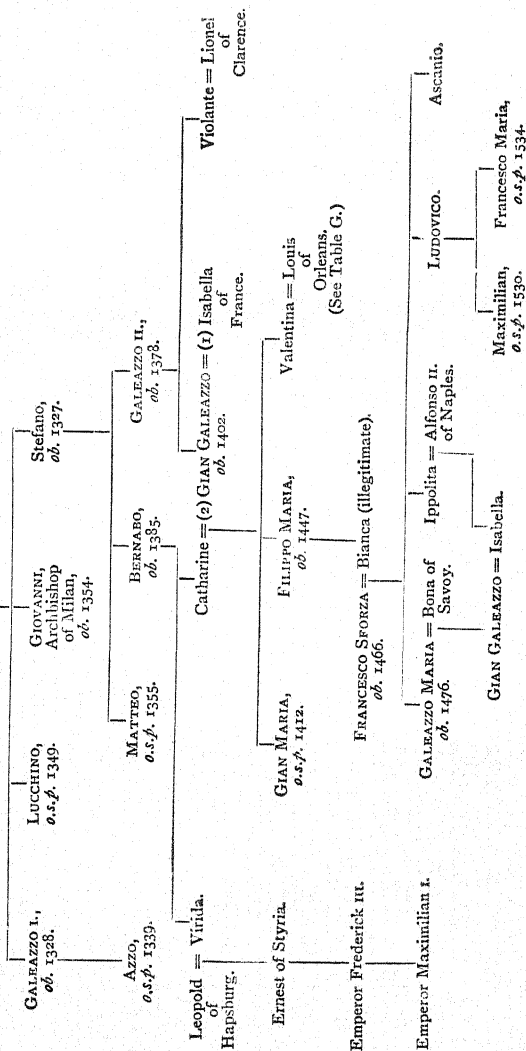 GALEAZZO I.,
ob. 1328.
LUCCHINO,
o.s.p. 1349.
GIOVANNI,
Archbishop
of Milan,
ob. 1354.
Stefano,
ob. 1327.
AZZO,
o.s.p. 1339.
MATTEO,
o.s.p. 1355.
BERNABO,
ob. 1385.
GALEAZZO II.,
ob. 1378.
Leopold = Virida.
of
Hapsburg.
Catharine = (2) GIAN GALEAZZO = (1) Isabella
ob. 1402.
of
France.
Violante = Lionel
of
Clarence.
Ernest of Styria.
GIAN MARIA,
o.s.p. 1412.
FILIPPO MARIA,
ob. 1447.
Valentina = Louis
of
Orleans.
(See Table G.)
Emperor Frederick III.
FRANCESCO SFORZA = Bianca (illegitimate).
ob. 1466.
Emperor Maximilian I.
GALEAZZO MARIA = Bona of
ob. 1476.
Savoy.
Ippolita = Alfonso II.
of Naples.
LUDOVICO.
Ascanio.
GIAN GALEAZZO = Isabella.
Maximilian,
o.s.p. 1530.
Francesco Maria,
o.s.p. 1534.